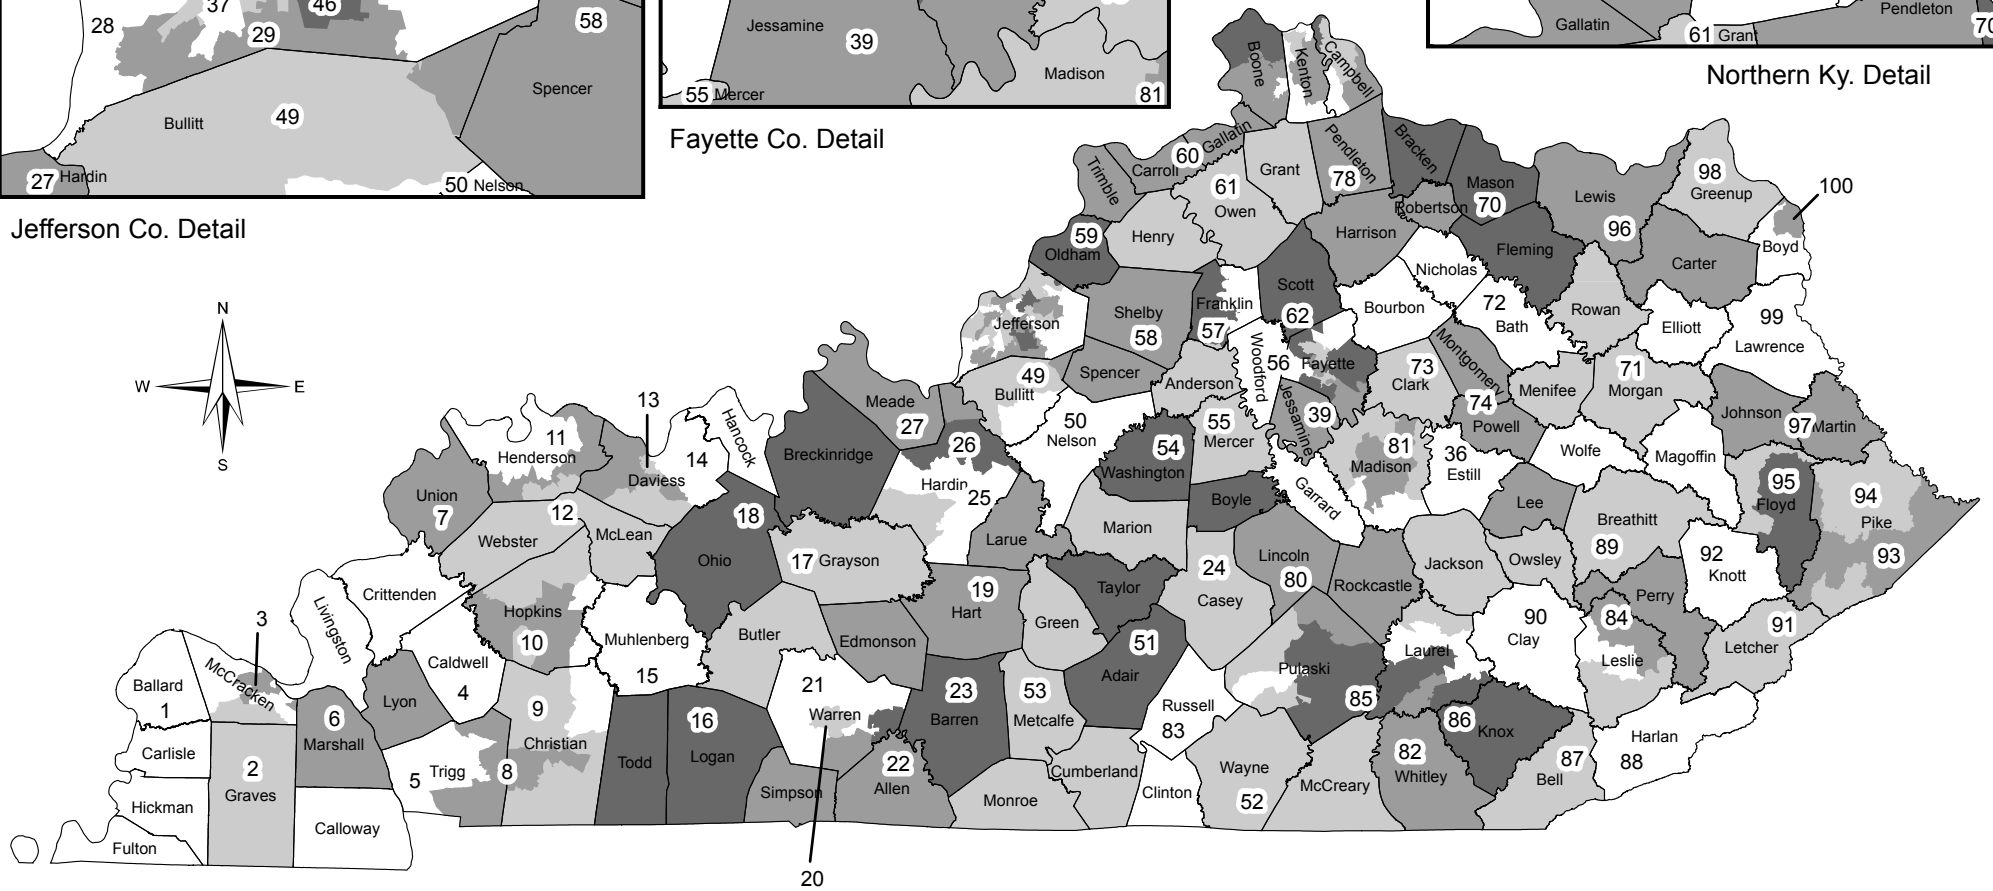 37
46
28
29
58
Spencer
Bullitt
49
27 Hardin
50 Nelson
Jefferson Co. Detail
Jessamine
39
Madison
55 Mercer
81
Fayette Co. Detail
Gallatin
Pendleton
61 Grant
70
Northern Ky. Detail
N
W
E
S
Boone
Kenton
Campbell
Gallatin
Carroll
60
Trimble
Grant
Pendleton
78
Bracken
Mason
70
Robertson
Lewis
96
98
Greenup
100
Boyd
61
Owen
59
Oldham
Henry
Harrison
Fleming
Carter
Nicholas
Scott
62
Franklin
57
Bourbon
72
Bath
Rowan
Elliott
99
Lawrence
Jefferson
Shelby
58
Woodford
56
Fayette
Montgomery
73
Clark
Menifee
71
Morgan
49
Bullitt
Spencer
Anderson
Jessamine
39
74
Powell
Johnson
97
Martin
13
Hancock
Meade
27
50
Nelson
55
Mercer
54
Washington
81
Madison
36
Estill
Wolfe
Magoffin
11
Henderson
14
Daviess
Breckinridge
26
Hardin
25
Garrard
Boyle
Lee
95
Floyd
94
Pike
93
Union
7
12
Webster
McLean
18
Ohio
17 Grayson
Larue
Marion
Breathitt
89
Lincoln
80
Rockcastle
Jackson
Owsley
92
Knott
Crittenden
Livingston
Hopkins
10
Muhlenberg
15
Butler
Edmonson
19
Hart
Taylor
Green
24
Casey
90
Clay
Perry
84
Leslie
91
Letcher
3
McCracken
Ballard
1
Caldwell
4
Lyon
6
Marshall
51
Adair
Pulaski
85
Laurel
21
Warren
23
Barren
53
Metcalfe
9
Christian
8
16
Logan
Todd
Russell
83
86
Knox
Harlan
88
Carlisle
2
Graves
5 Trigg
Simpson
22
Allen
Cumberland
Monroe
Clinton
Wayne
52
McCreary
82
Whitley
87
Bell
Hickman
Fulton
Calloway
20